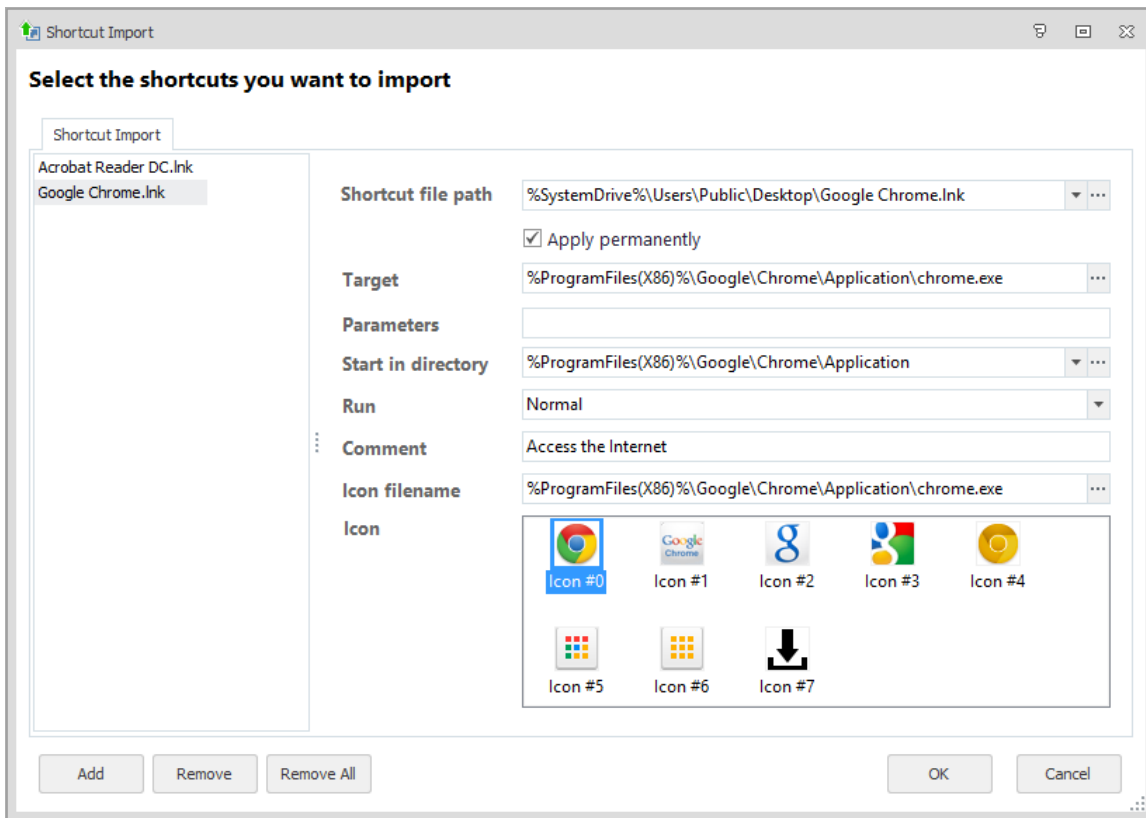 Shortcut Import
Select the shortcuts you want to import
Shortcut Import
Acrobat Reader DC.lnk
Google Chrome.lnk
Shortcut file path %SystemDrive%\Users\Public\Desktop\Google Chrome.lnk
Apply permanently
Target %ProgramFiles(X86)%\Google\Chrome\Application\chrome.exe
Parameters
Start in directory %ProgramFiles(X86)%\Google\Chrome\Application
Run Normal
Comment Access the Internet
Icon filename %ProgramFiles(X86)%\Google\Chrome\Application\chrome.exe
Icon
Google
Chrome
g
Icon #0 Icon #1 Icon #2 Icon #3 Icon #4
Icon #5 Icon #6 Icon #7
Add Remove Remove All OK Cancel